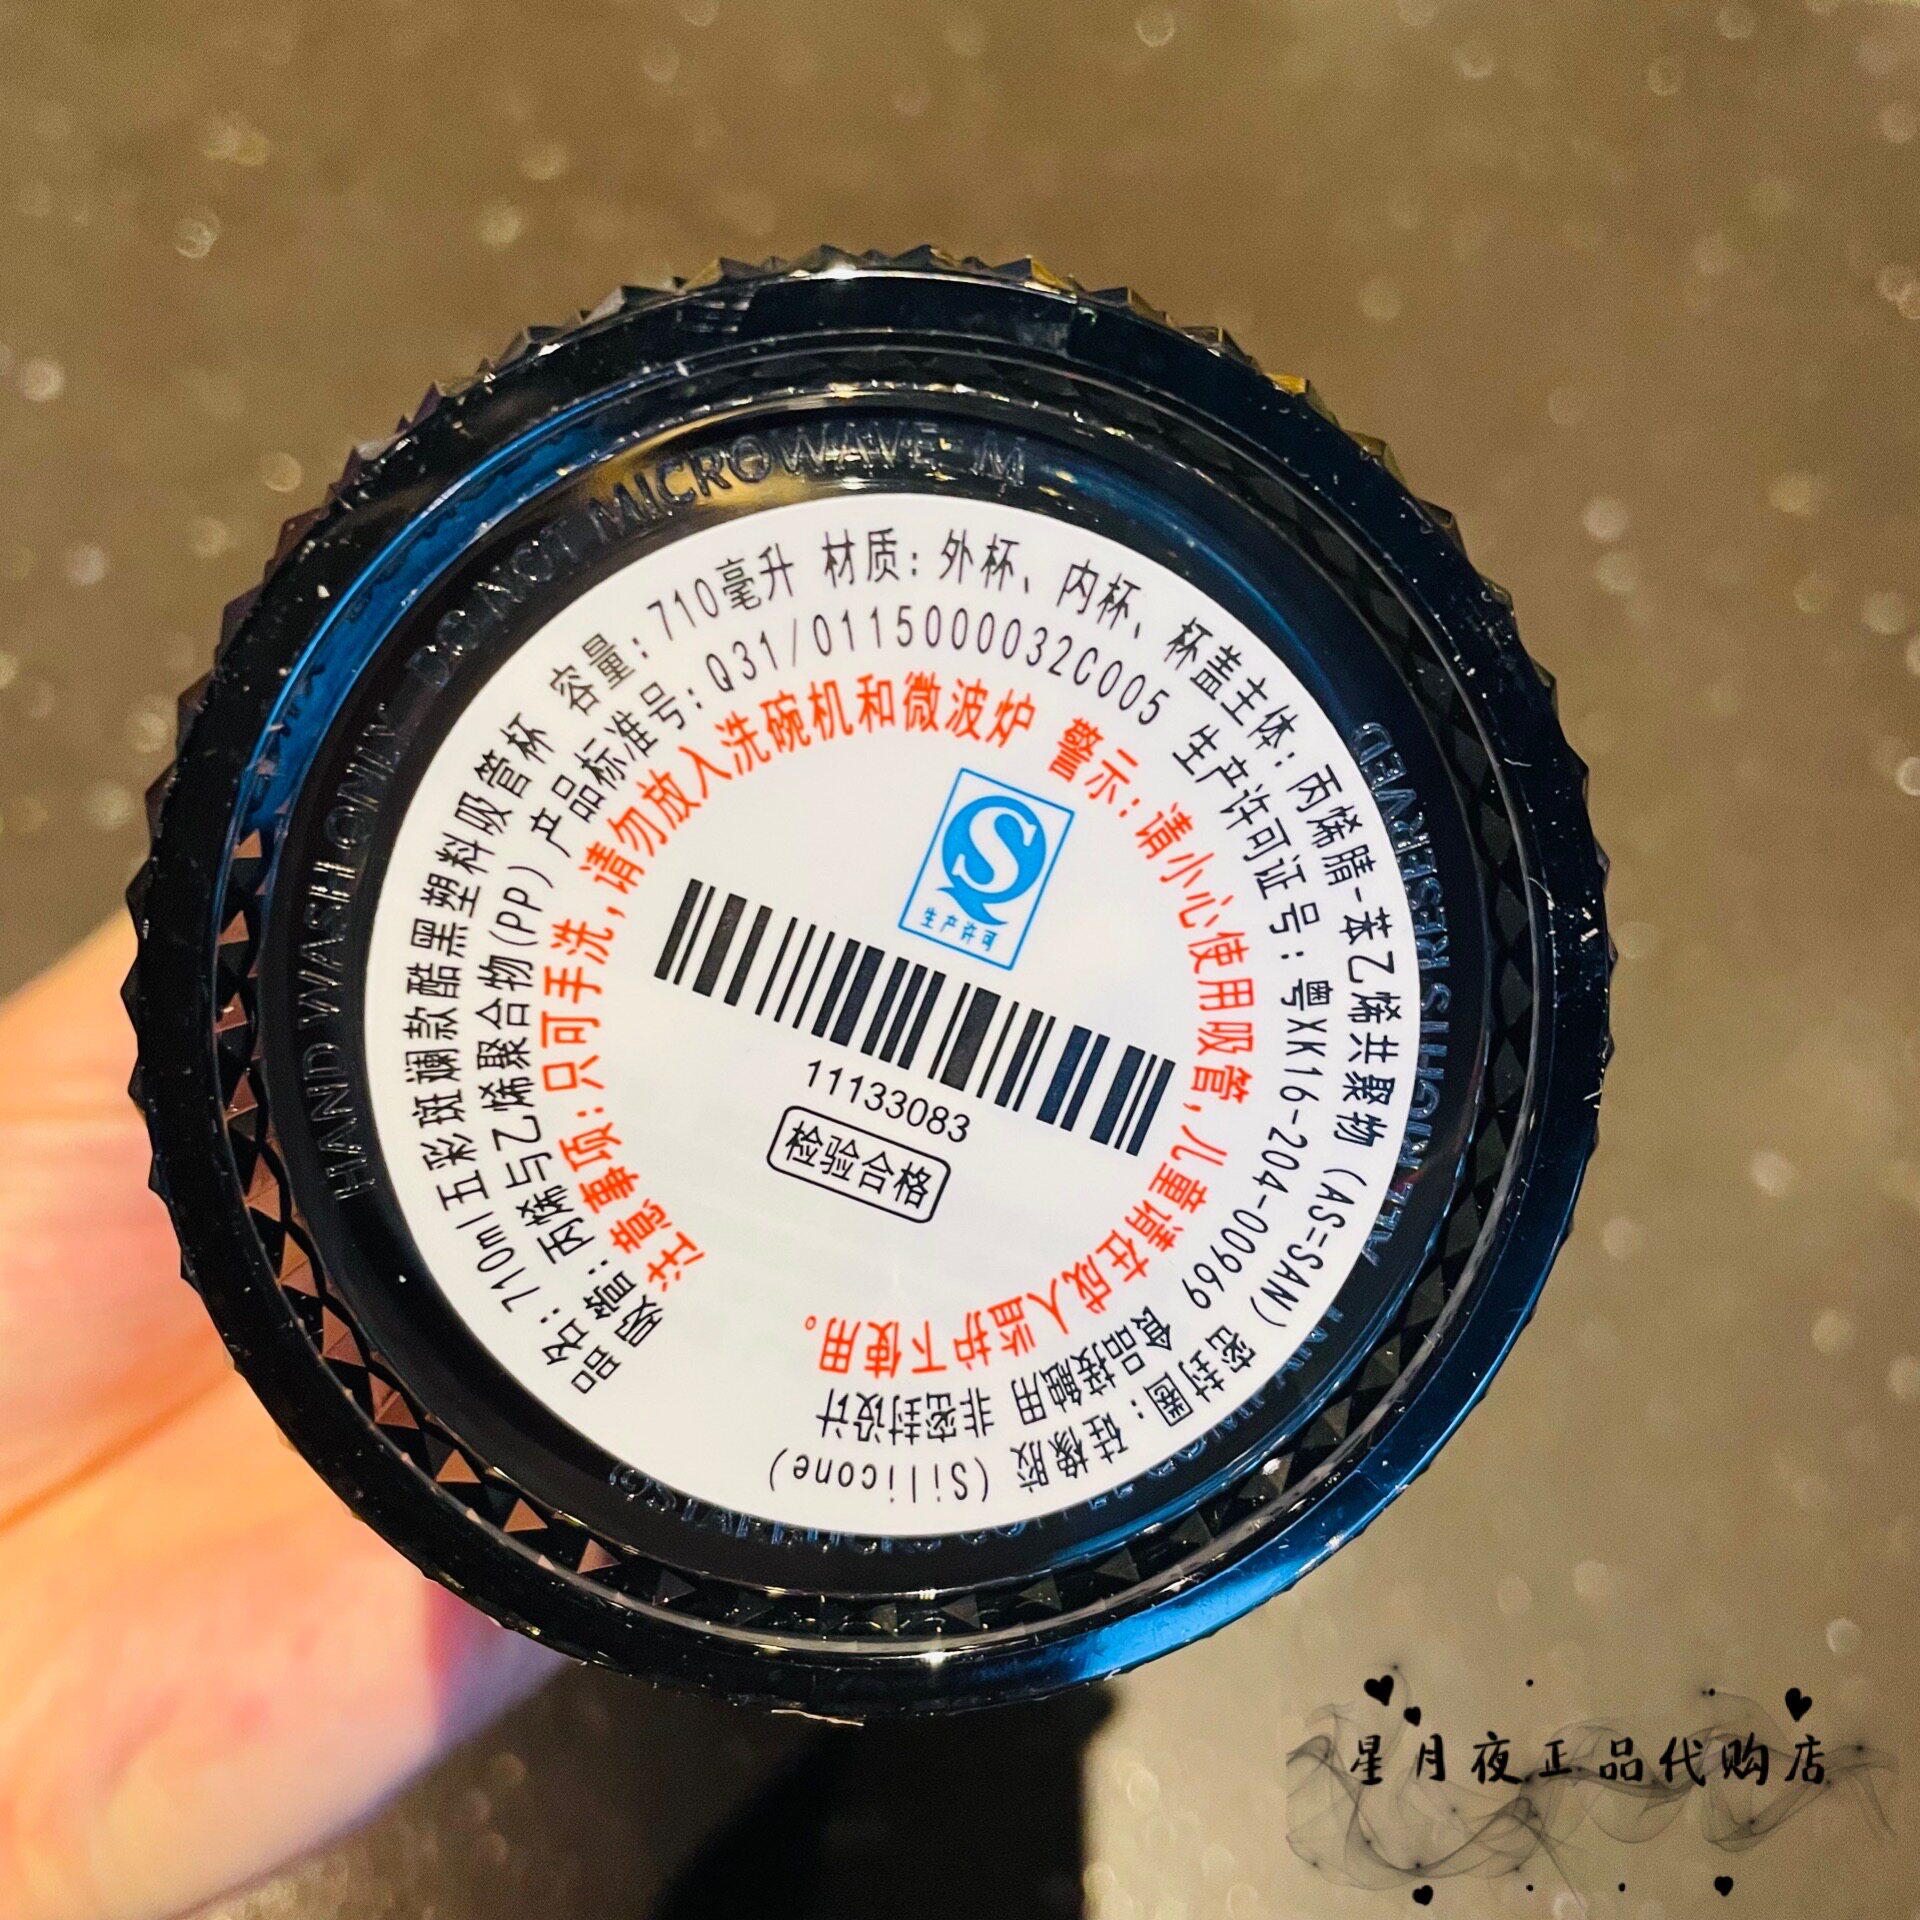 品名：710ml五彩斑斓款酷黑塑料吸管杯 容量：710毫升 材质：外杯、内杯、杯盖主体：丙烯腈-苯乙烯共聚物（AS=SAN）密封圈：硅橡胶（Silicone）
吸管：丙烯与乙烯聚合物(PP) 产品标准号：Q31/0115000032C005 生产许可证号：粤XK16-204-00969 食品接触用 非密封设计
注意事项：只可手洗，请勿放入洗碗机和微波炉 警示：请小心使用吸管，儿童请在成人监护下使用。
生产许可
11133083
检验合格
HAND WASH ONLY DO NOT MICROWAVE
ALL RIGHTS RESERVED
星月夜正品代购店